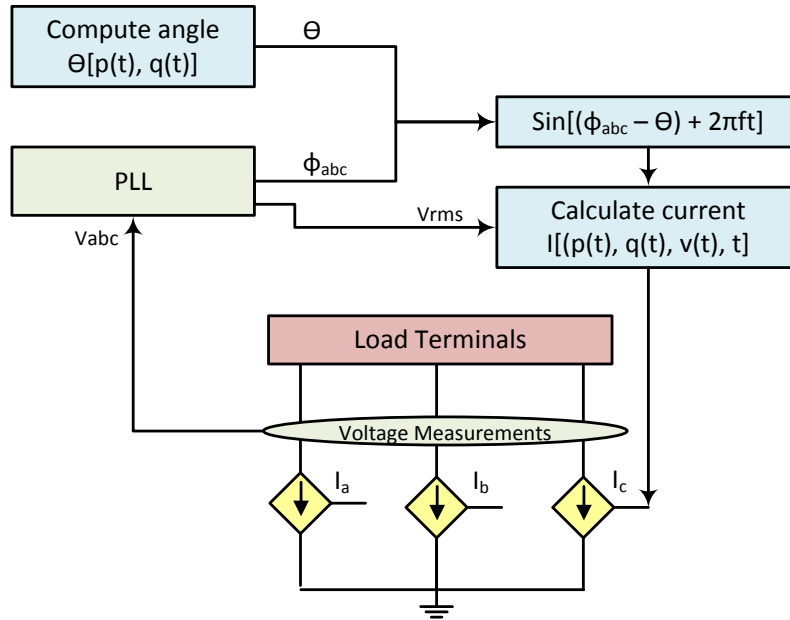 Compute angle
Θ[p(t), q(t)]
Θ
Sin[(ϕabc – Θ) + 2πft]
PLL
ϕabc
Vrms
Calculate current
I[(p(t), q(t), v(t), t]
Vabc
Load Terminals
Voltage Measurements
Ia
Ib
Ic